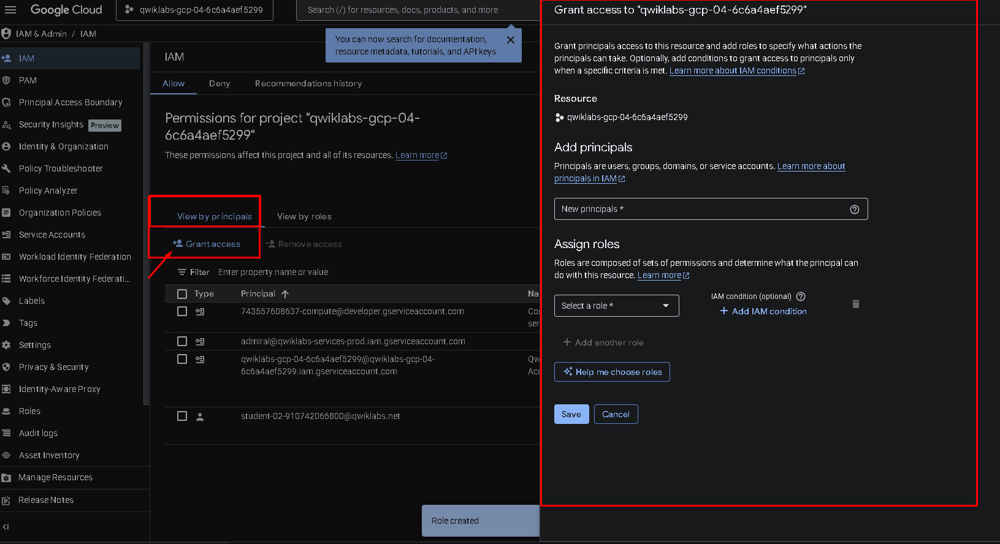 Google Cloud
qwiklabs-gcp-04-6c6a4aef5299
Search (/) for resources, docs, products, and more
IAM & Admin / IAM
You can now search for documentation,
resource metadata, tutorials, and API keys
IAM
PAM
Principal Access Boundary
Security Insights Preview
Identity & Organization
Policy Troubleshooter
Policy Analyzer
Organization Policies
Service Accounts
Workload Identity Federation
Workforce Identity Federati...
Labels
Tags
Settings
Privacy & Security
Identity-Aware Proxy
Roles
Audit logs
Asset Inventory
Manage Resources
Release Notes
IAM
Allow Deny Recommendations history
Permissions for project "qwiklabs-gcp-04-
6c6a4aef5299"
These permissions affect this project and all of its resources. Learn more
View by principals View by roles
Grant access Remove access
Filter Enter property name or value
Type Principal Na
743557608637-compute@developer.gserviceaccount.com Co
ser
admiral@qwiklabs-services-prod.iam.gserviceaccount.com
qwiklabs-gcp-04-6c6a4aef5299@qwiklabs-gcp-04- Qw
6c6a4aef5299.iam.gserviceaccount.com Acc
student-02-910742066800@qwiklabs.net
Role created
Grant access to "qwiklabs-gcp-04-6c6a4aef5299"
Grant principals access to this resource and add roles to specify what actions the
principals can take. Optionally, add conditions to grant access to principals only
when a specific criteria is met. Learn more about IAM conditions
Resource
qwiklabs-gcp-04-6c6a4aef5299
Add principals
Principals are users, groups, domains, or service accounts. Learn more about
principals in IAM
New principals *
Assign roles
Roles are composed of sets of permissions and determine what the principal can
do with this resource. Learn more
Select a role *
IAM condition (optional)
+ Add IAM condition
+ Add another role
Help me choose roles
Save Cancel